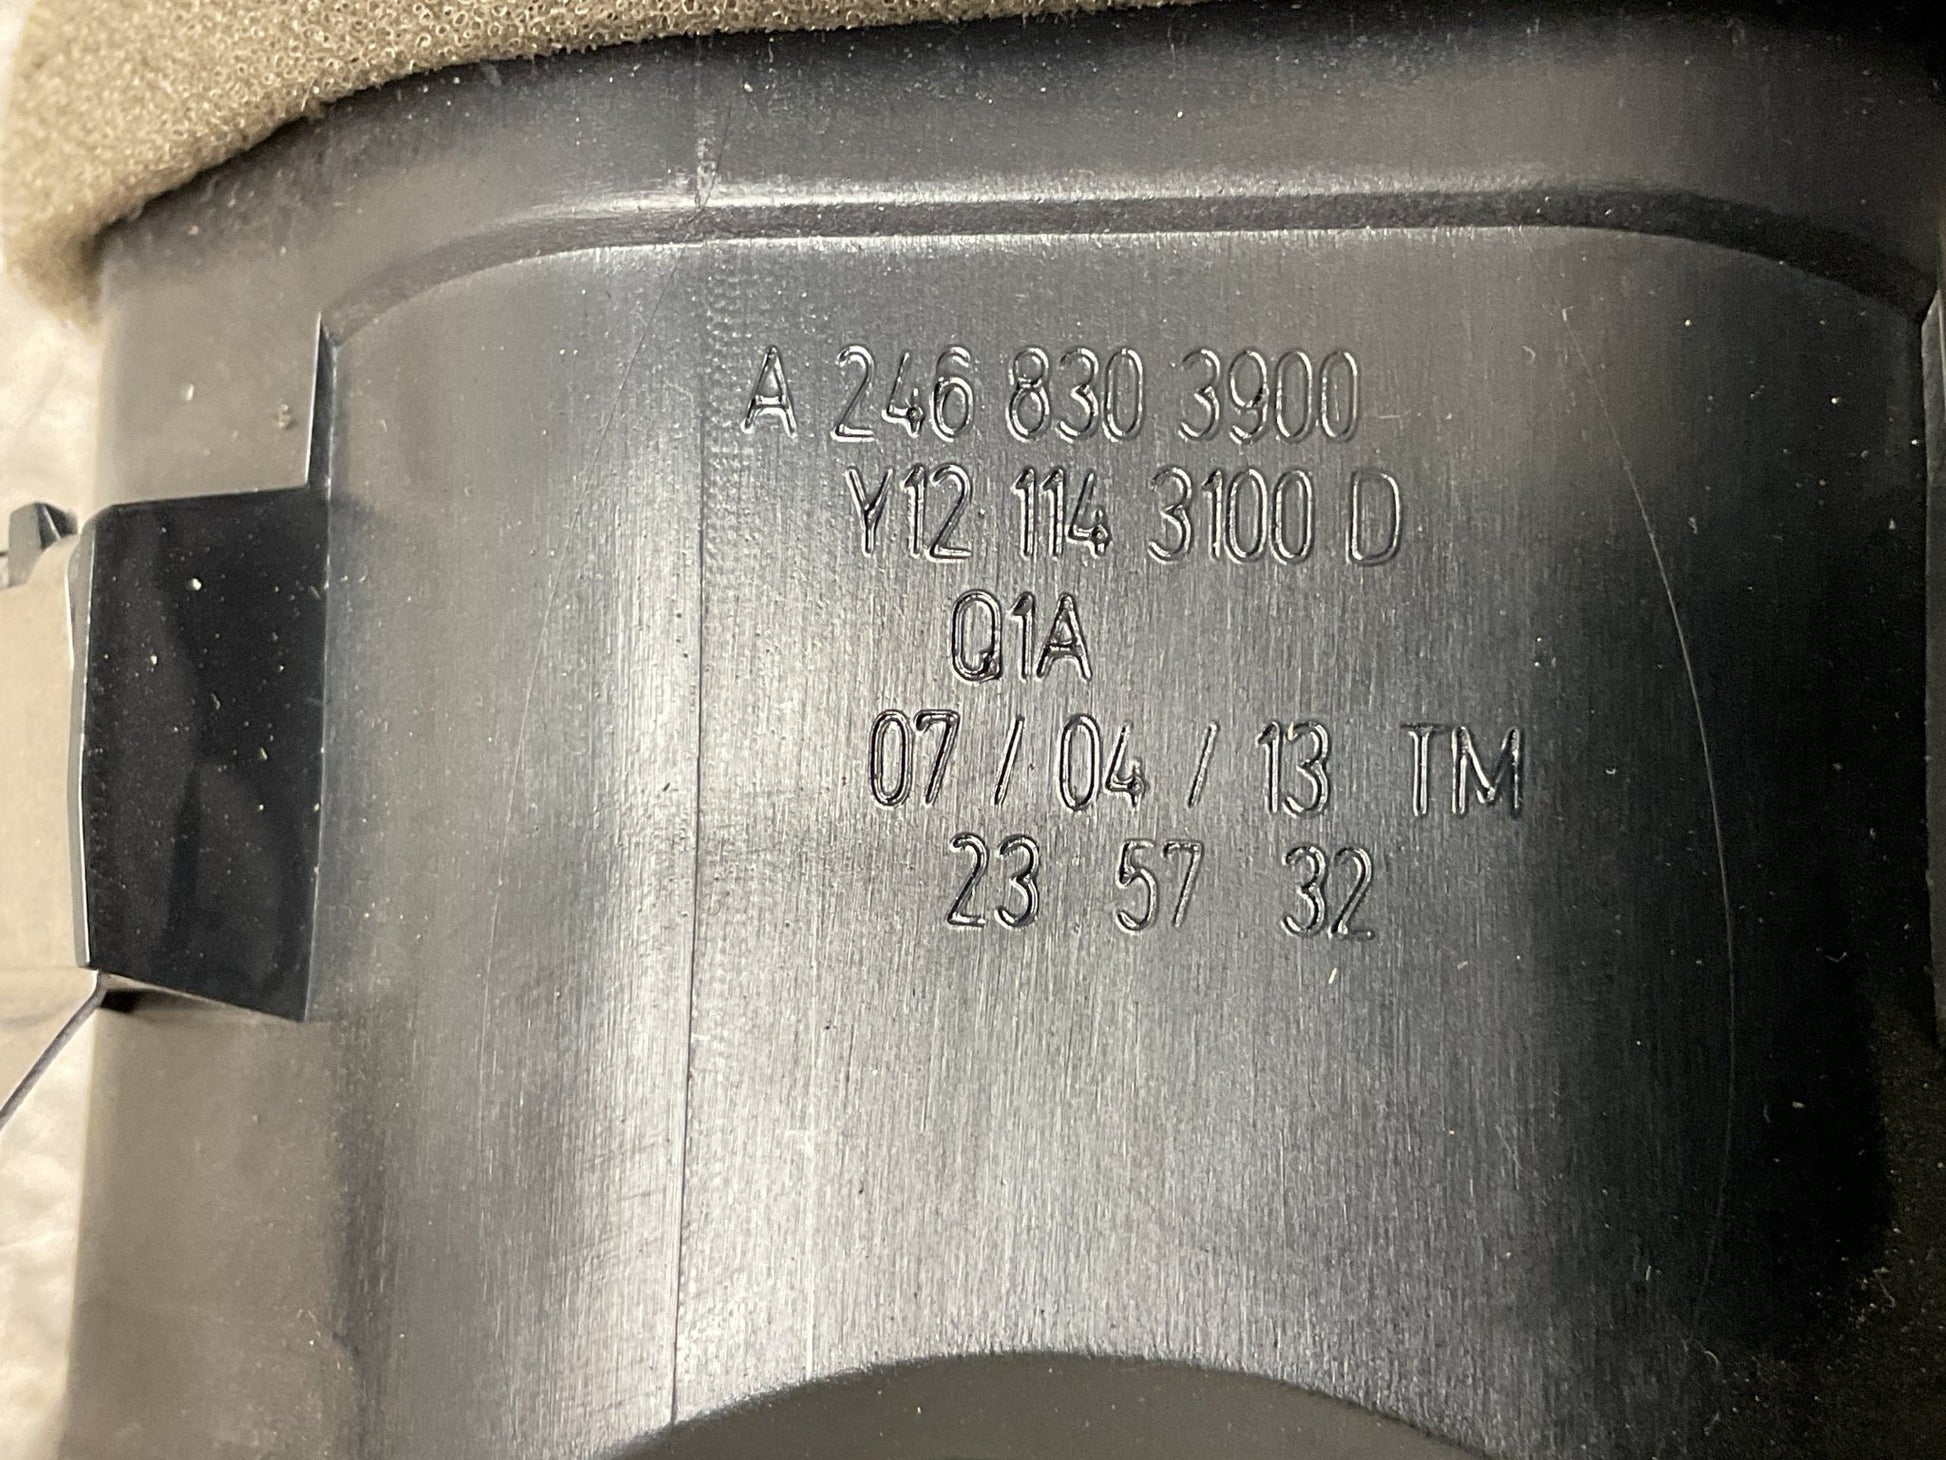 A 246 830 3900
Y12 114 3100 D
Q1A
07 / 04 / 13 TM
23 57 32